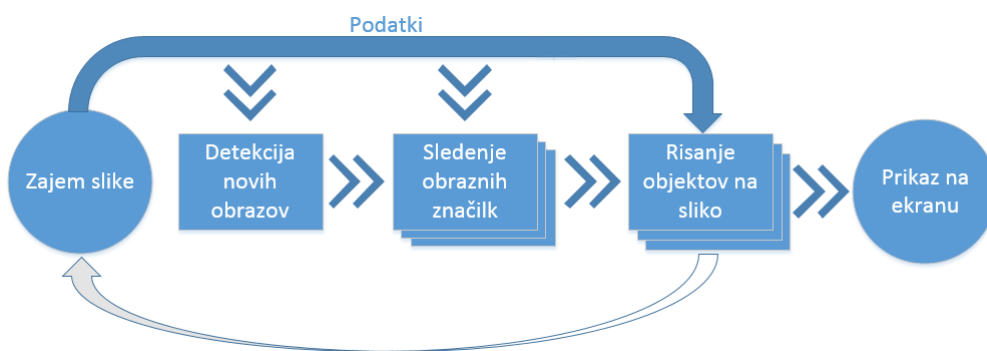 Podatki
Zajem slike
Detekcija
novih
obrazov
Sledenje
obraznih
značilk
Risanje
objektov na
sliko
Prikaz na
ekranu